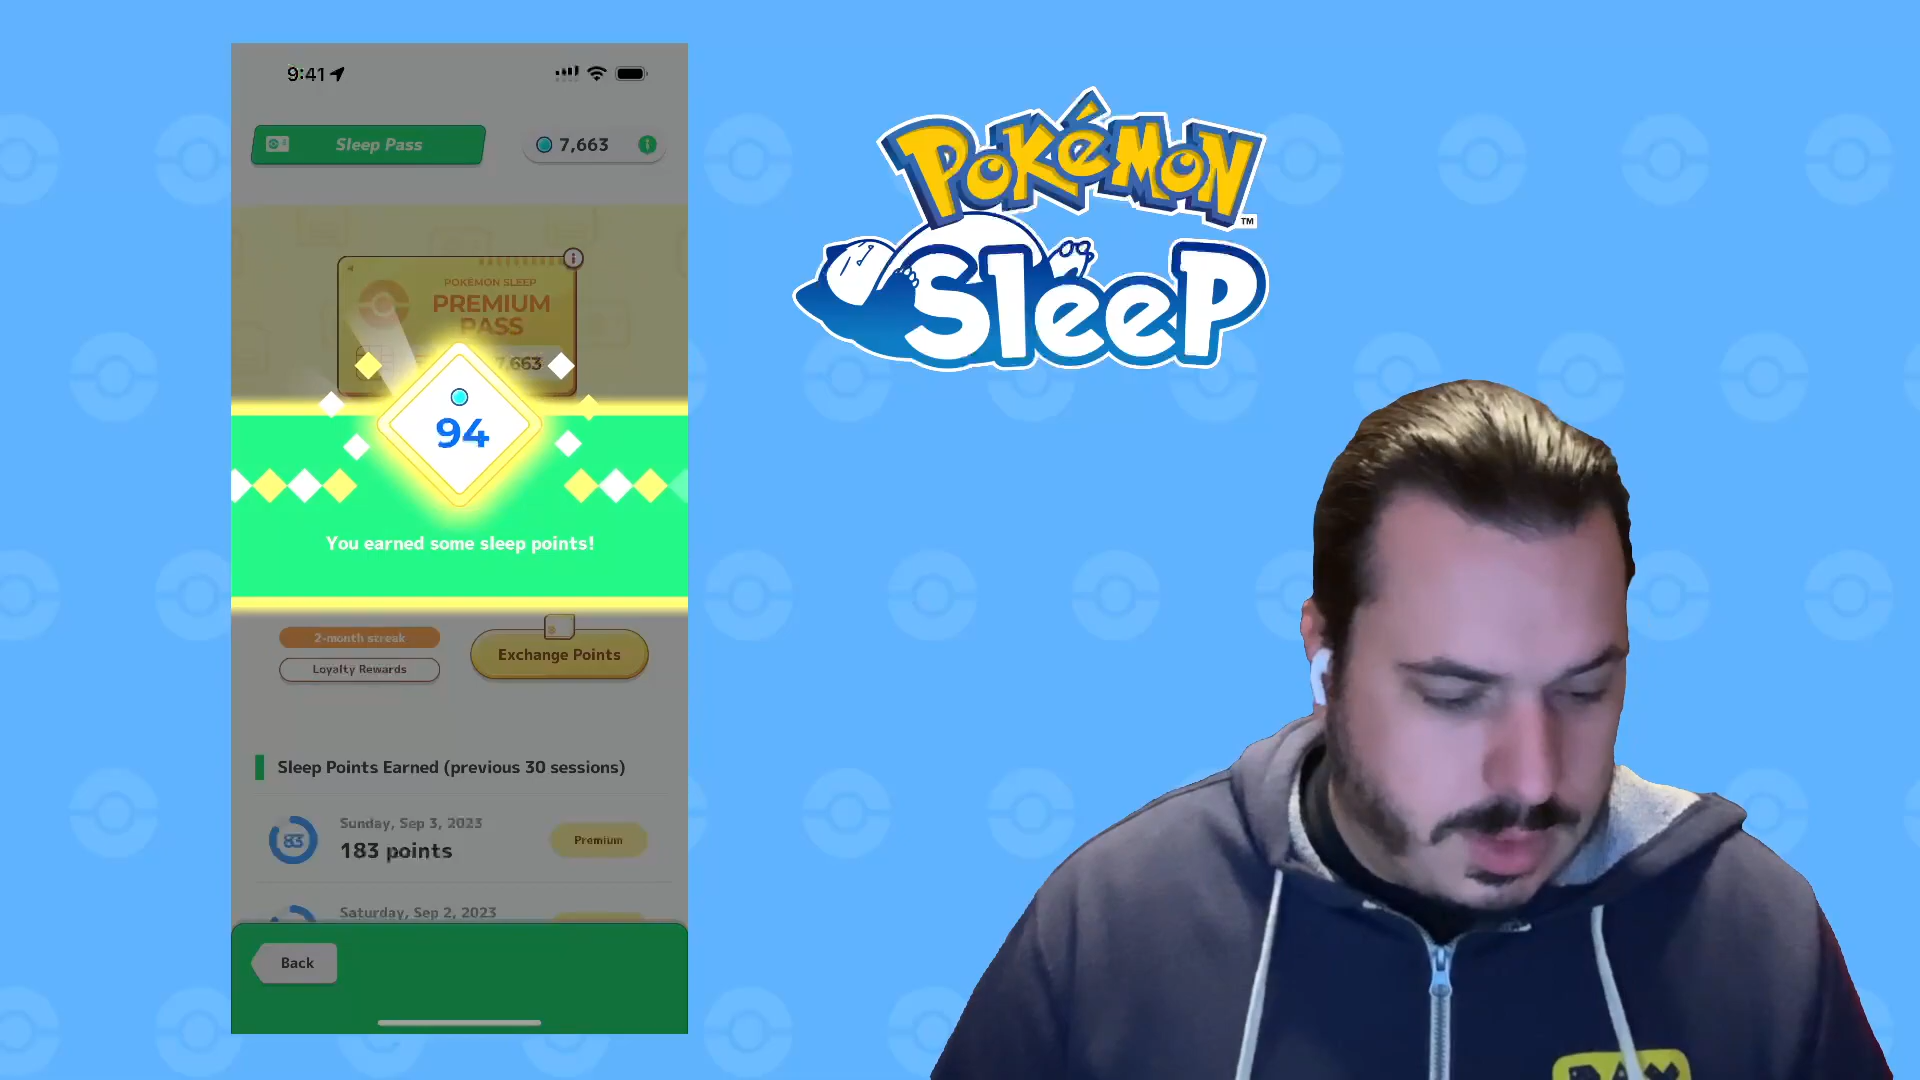 9:41
Sleep Pass
7,663
POKÉMON SLEEP
PREMIUM
PASS
7,663
94
You earned some sleep points!
2-month streak
Loyalty Rewards
Exchange Points
Sleep Points Earned (previous 30 sessions)
83
Sunday, Sep 3, 2023
183 points
Premium
Saturday, Sep 2, 2023
Back
POKéMON
TM
SleeP